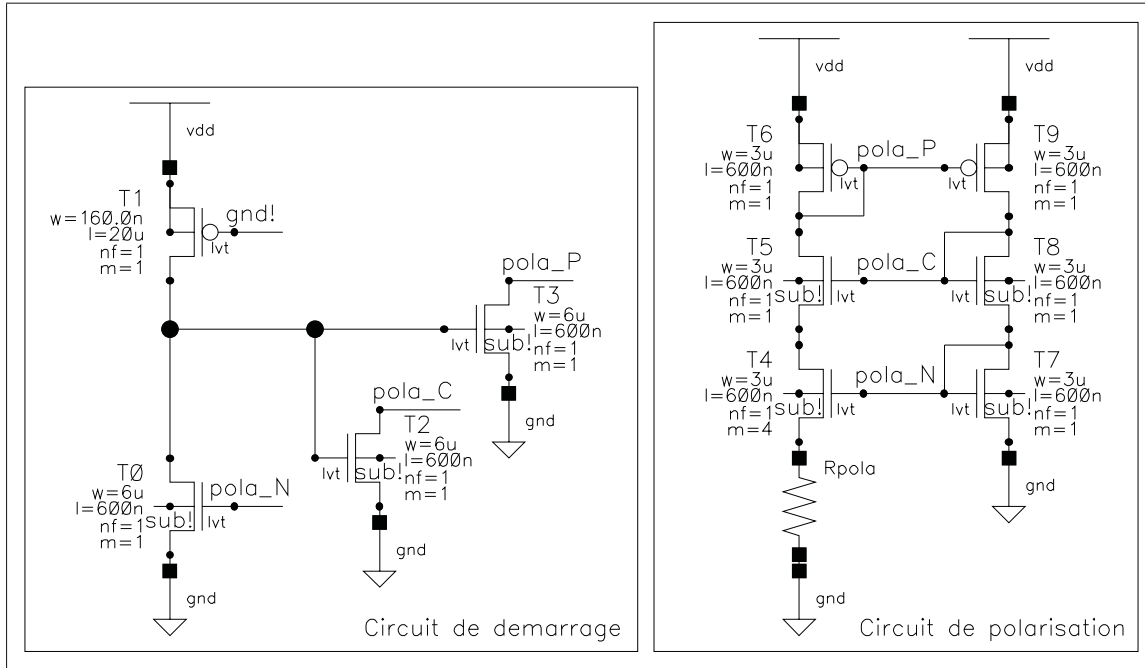 vdd
T1
w=160.0n
l=20u
nf=1
m=1
lvt
gnd!
pola_P
T3
w=6u
l=600n
nf=1
m=1
lvt
sub!
gnd
pola_C
T2
w=6u
l=600n
nf=1
m=1
lvt
sub!
gnd
T0
w=6u
l=600n
nf=1
m=1
sub!
lvt
pola_N
gnd
Circuit de demarrage
vdd
vdd
T6
w=3u
l=600n
nf=1
m=1
lvt
pola_P
T9
w=3u
l=600n
nf=1
m=1
lvt
T5
w=3u
l=600n
nf=1
m=1
sub!
lvt
pola_C
T8
w=3u
l=600n
nf=1
m=1
lvt
sub!
T4
w=3u
l=600n
nf=1
m=4
sub!
lvt
pola_N
T7
w=3u
l=600n
nf=1
m=1
lvt
sub!
Rpola
gnd
gnd
Circuit de polarisation